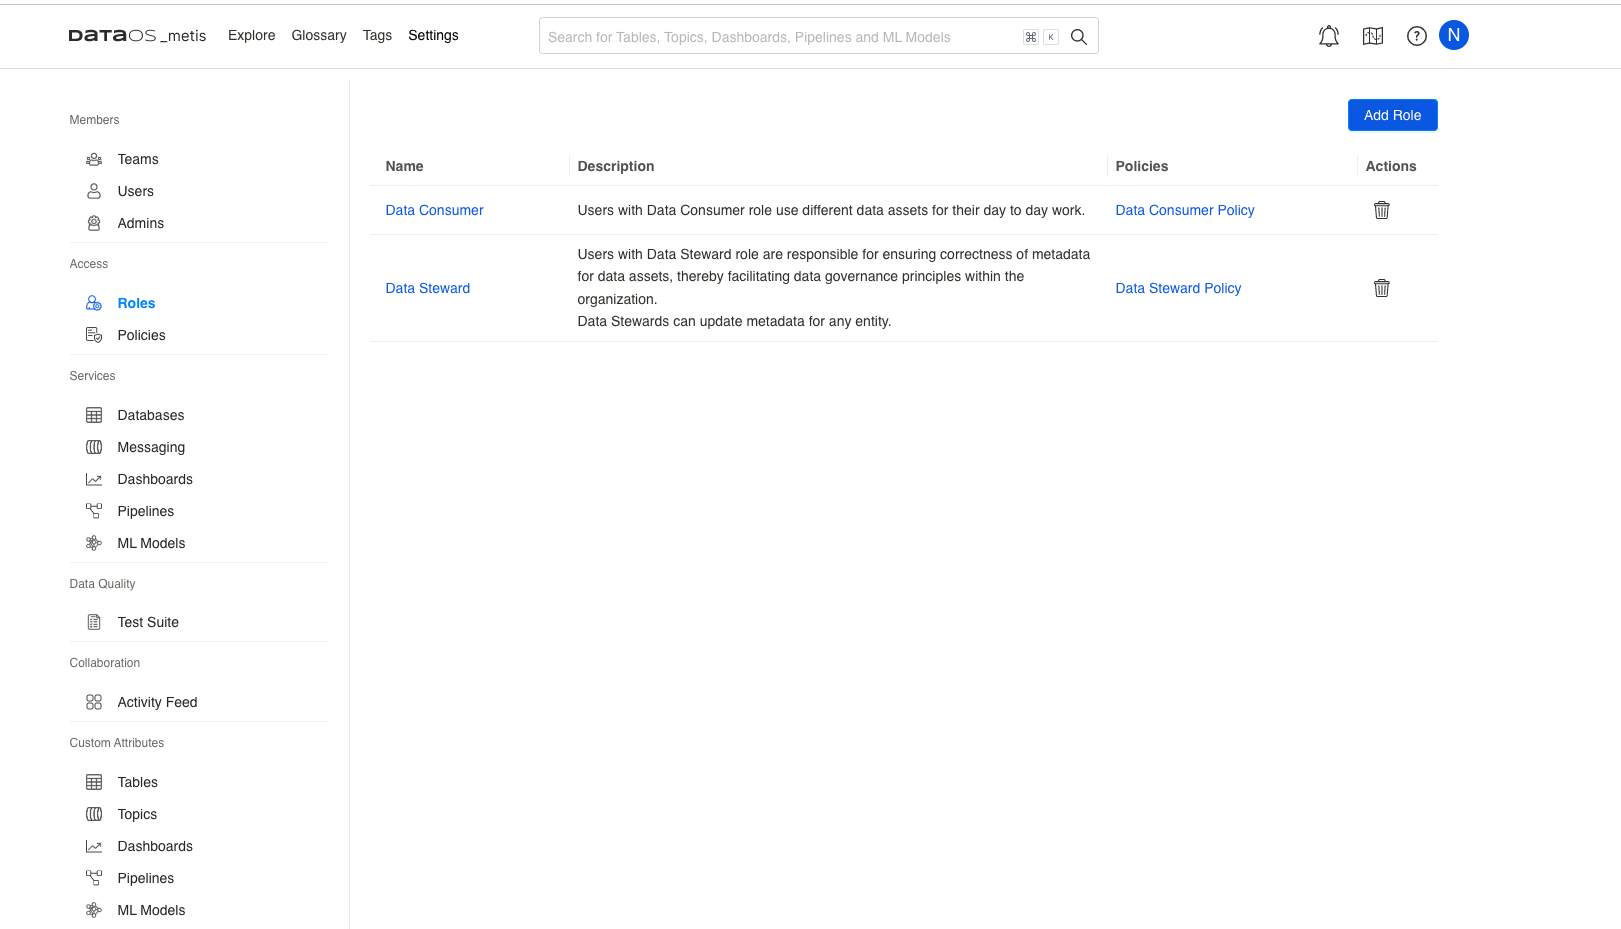 DATAOS _metis Explore Glossary Tags Settings Search for Tables, Topics, Dashboards, Pipelines and ML Models ⌘ K ? N
Members
Teams
Users
Admins
Access
Roles
Policies
Services
Databases
Messaging
Dashboards
Pipelines
ML Models
Data Quality
Test Suite
Collaboration
Activity Feed
Custom Attributes
Tables
Topics
Dashboards
Pipelines
ML Models
Add Role
Name Description Policies Actions
Data Consumer Users with Data Consumer role use different data assets for their day to day work. Data Consumer Policy
Users with Data Steward role are responsible for ensuring correctness of metadata
for data assets, thereby facilitating data governance principles within the
Data Steward Data Steward Policy
organization.
Data Stewards can update metadata for any entity.